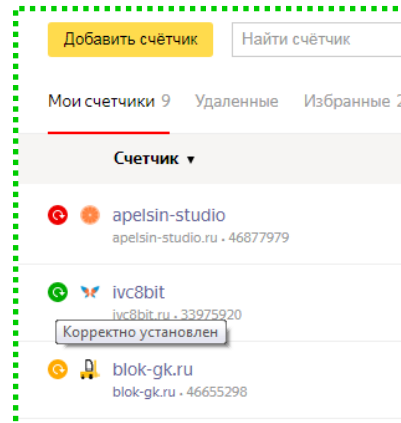 Добавить счётчик
Найти счётчик
Мои счетчики 9 Удаленные Избранные 2
Счетчик ▼
apelsin-studio
apelsin-studio.ru • 46877979
ivc8bit
ivc8bit.ru • 33975920
Корректно установлен
blok-gk.ru
blok-gk.ru • 46655298